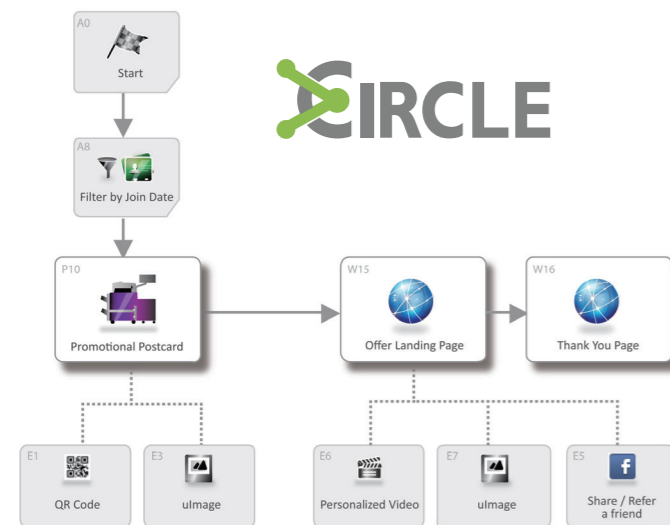 A0
Start
CIRCLE
A8
Filter by Join Date
P10
Promotional Postcard
W15
Offer Landing Page
W16
Thank You Page
E1
QR Code
E3
uImage
E6
Personalized Video
E7
uImage
E5
f
Share / Refer
a friend